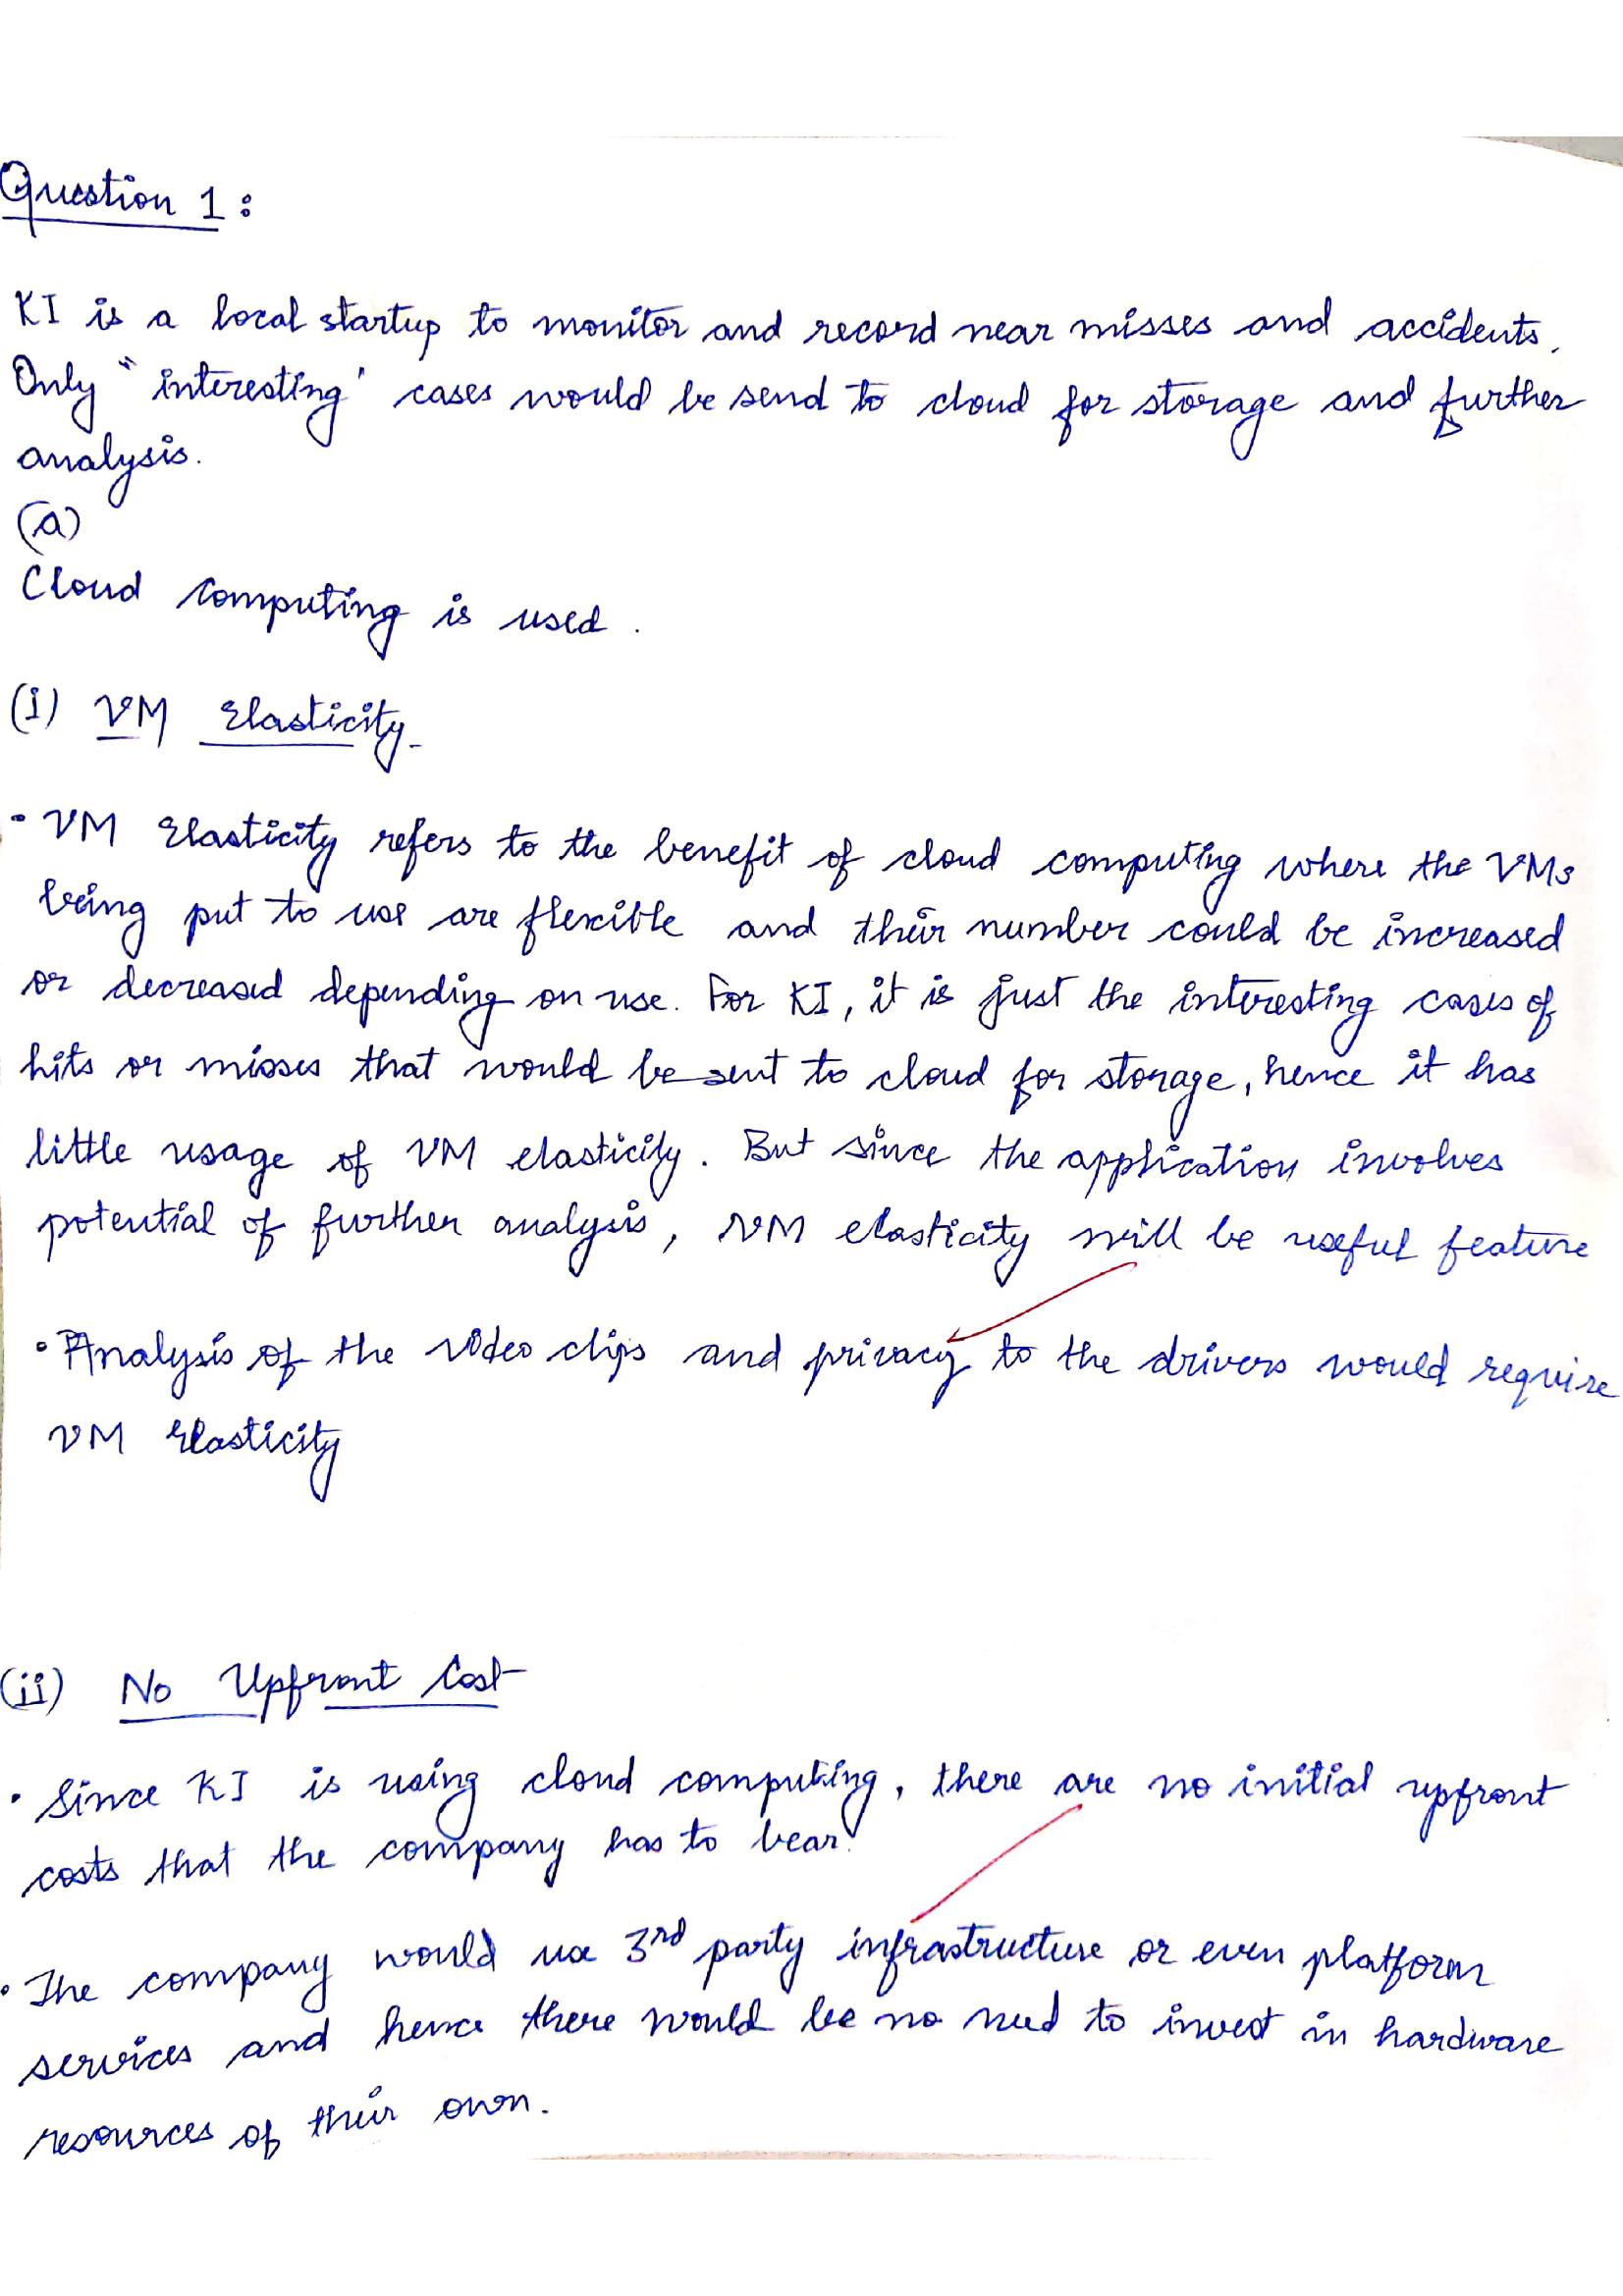 Question 1 :
KI is a local startup to monitor and record near misses and accidents.
Only "interesting' cases would be send to cloud for storage and further
analysis.
(a)
Cloud computing is used.
(i) VM Elasticity-
• VM Elasticity refers to the benefit of cloud computing where the VMs
being put to use are flexible and their number could be increased
or decreased depending on use. For KI, it is just the interesting cases of
hits or misses that would be sent to cloud for storage, hence it has
little usage of VM elasticity. But since the application involves
potential of further analysis, VM elasticity will be useful feature
• Analysis of the video clips and privacy to the drivers would require
VM Elasticity
(ii) No Upfront Cost-
• Since KI is using cloud computing, there are no initial upfront
costs that the company has to bear.
• The company would use 3rd party infrastructure or even platform
services and hence there would be no need to invest in hardware
resources of their own.